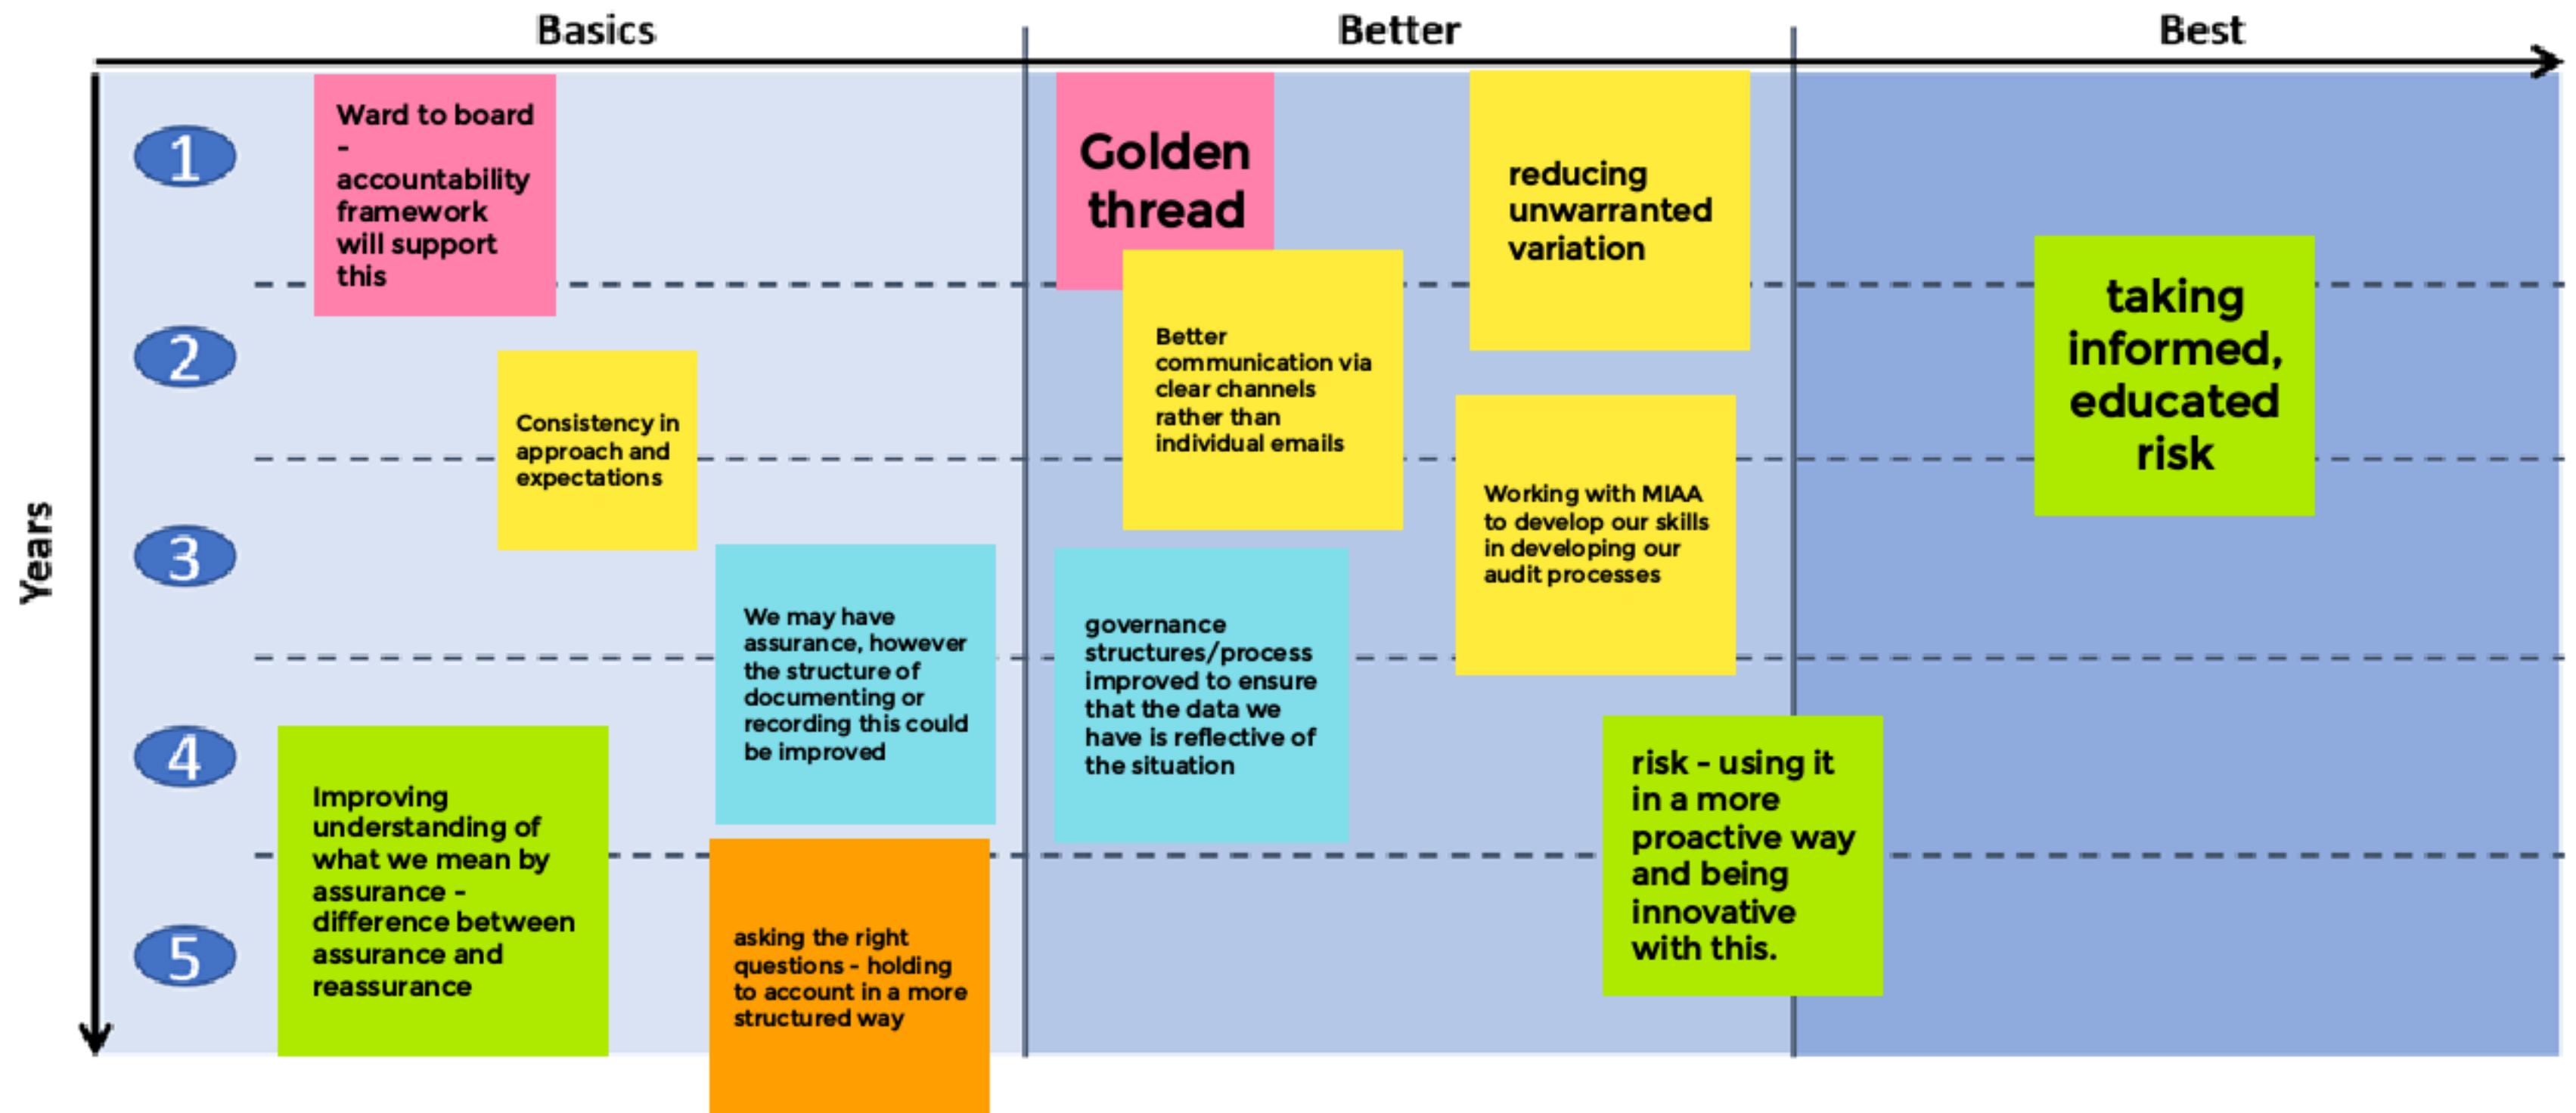 Basics
Better
Best
Years
1
2
3
4
5
Ward to board
-
accountability
framework
will support
this
Consistency in
approach and
expectations
We may have
assurance, however
the structure of
documenting or
recording this could
be improved
Improving
understanding of
what we mean by
assurance -
difference between
assurance and
reassurance
asking the right
questions - holding
to account in a more
structured way
Golden
thread
reducing
unwarranted
variation
Better
communication via
clear channels
rather than
individual emails
Working with MIAA
to develop our skills
in developing our
audit processes
governance
structures/process
improved to ensure
that the data we
have is reflective of
the situation
risk - using it
in a more
proactive way
and being
innovative
with this.
taking
informed,
educated
risk